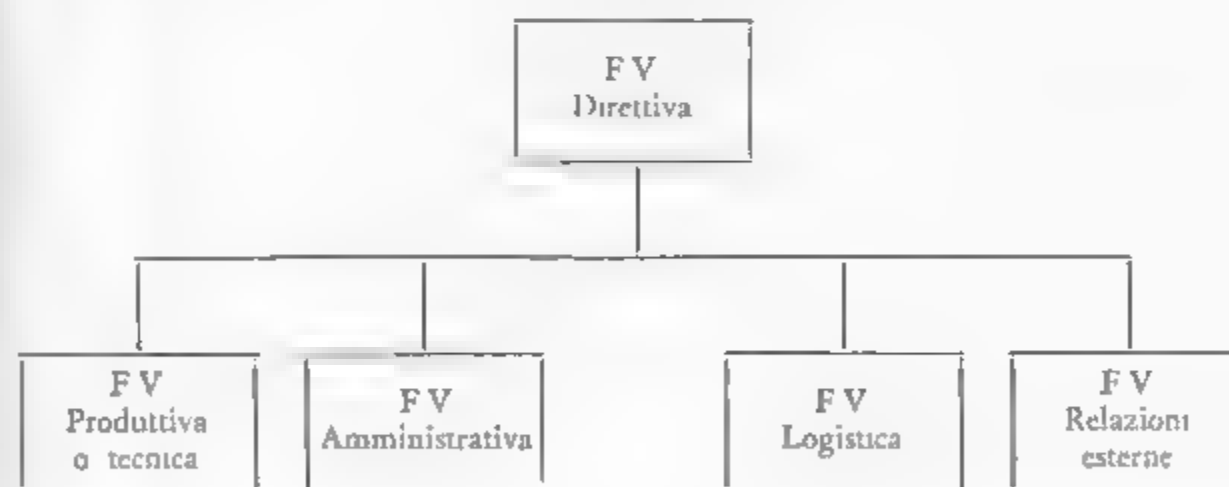 F V
Direttiva
F V
Produttiva
o tecnica
F V
Amministrativa
F V
Logistica
F V
Relazioni
esterne